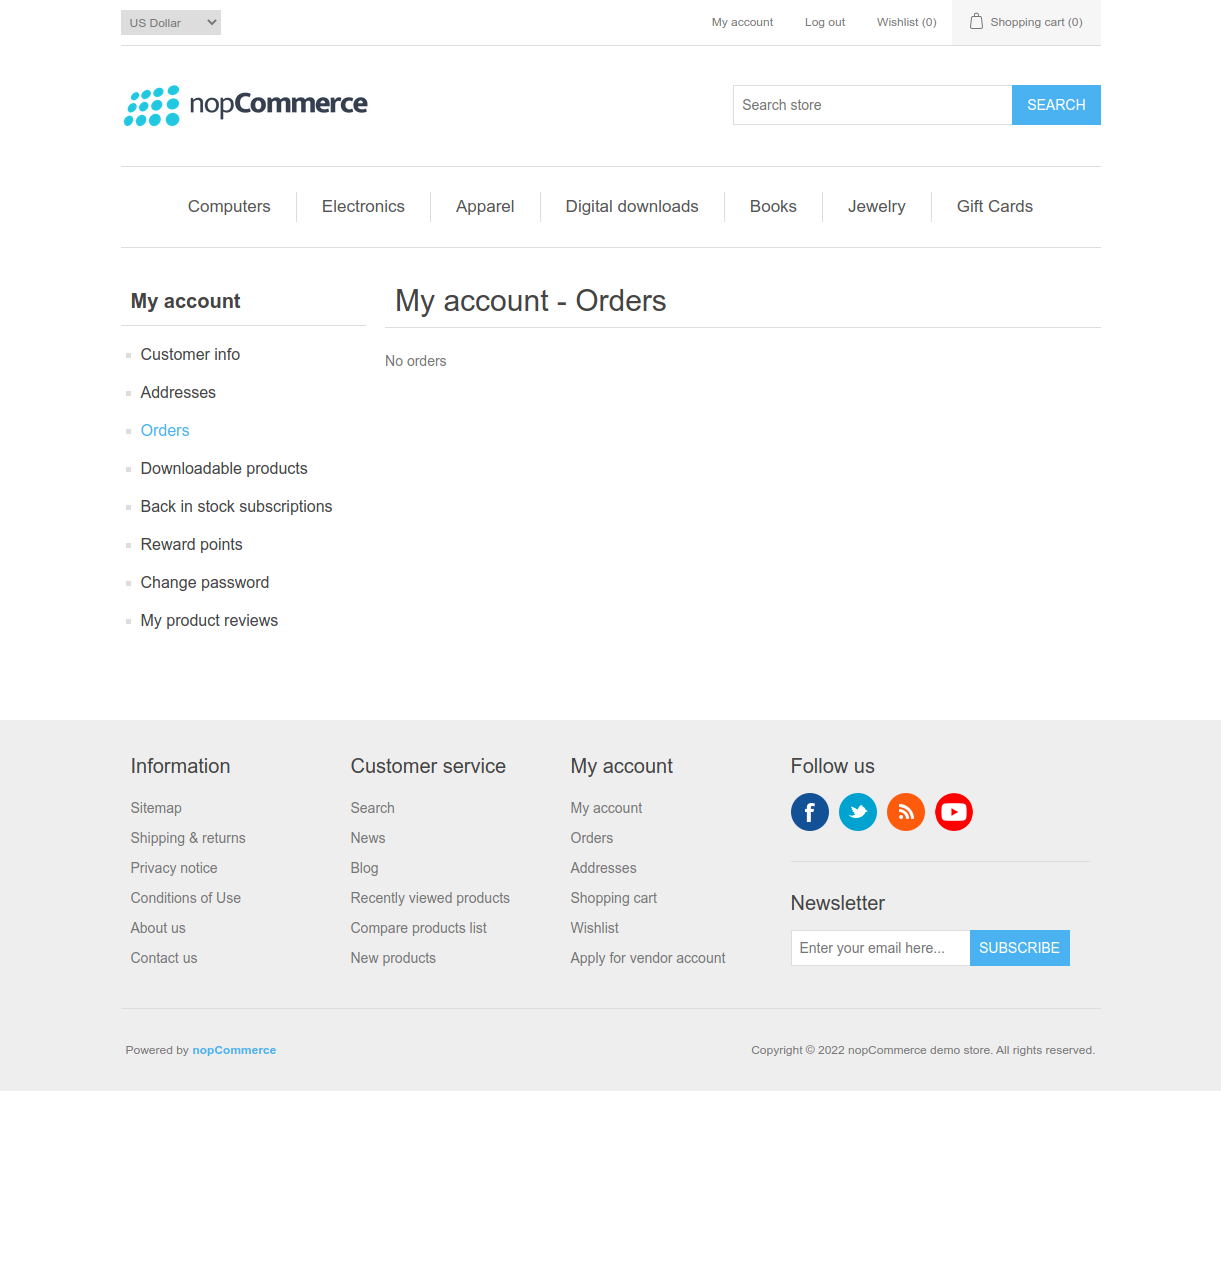 US Dollar
My account
Log out
Wishlist (0)
Shopping cart (0)
nopCommerce
Search store
SEARCH
Computers
Electronics
Apparel
Digital downloads
Books
Jewelry
Gift Cards
My account
Customer info
Addresses
Orders
Downloadable products
Back in stock subscriptions
Reward points
Change password
My product reviews
My account - Orders
No orders
Information
Sitemap
Shipping & returns
Privacy notice
Conditions of Use
About us
Contact us
Customer service
Search
News
Blog
Recently viewed products
Compare products list
New products
My account
My account
Orders
Addresses
Shopping cart
Wishlist
Apply for vendor account
Follow us
Newsletter
Enter your email here...
SUBSCRIBE
Powered by nopCommerce
Copyright © 2022 nopCommerce demo store. All rights reserved.